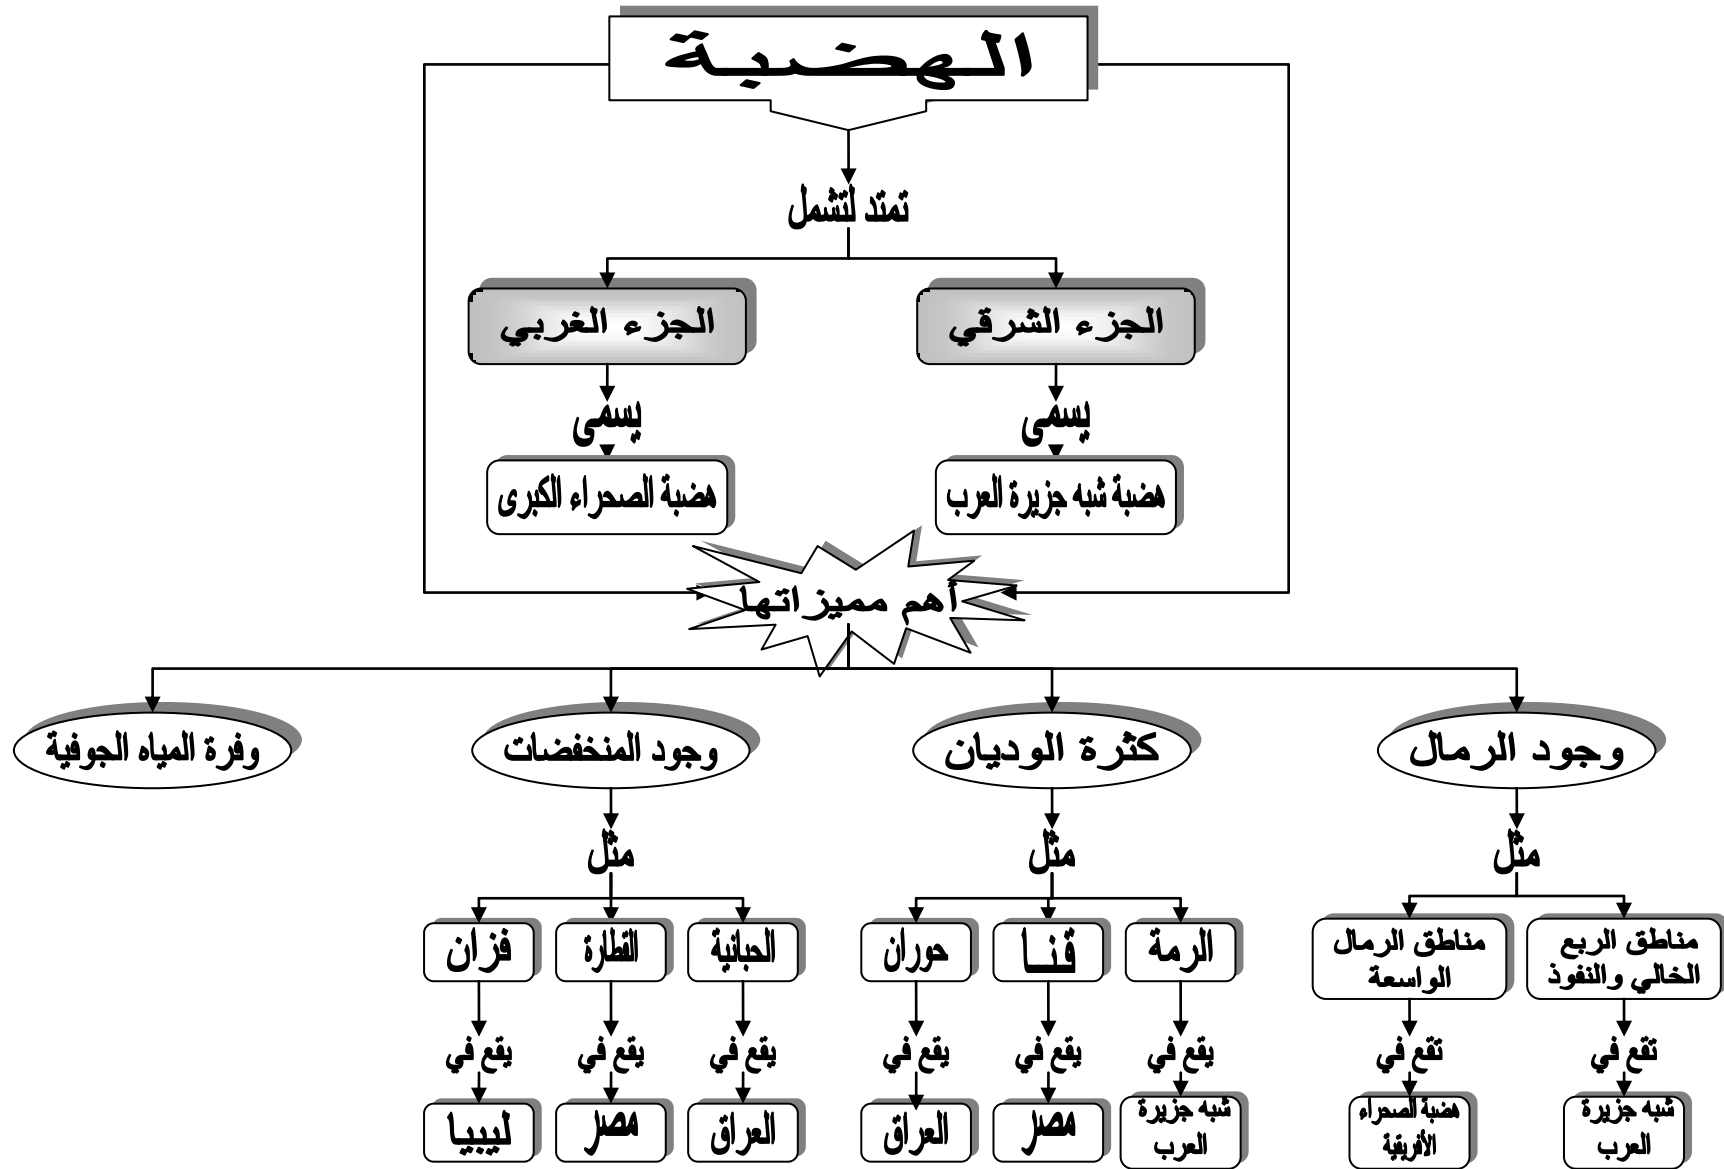 الهضبة
تمتد لتشمل
الجزء الشرقي
الجزء الغربي
يسمى
يسمى
هضبة شبه جزيرة العرب
هضبة الصحراء الكبرى
أهم مميزاتها
وجود الرمال
كثرة الوديان
وجود المنخفضات
وفرة المياه الجوفية
مثل
مثل
مثل
مناطق الربع
الخالي والنفوذ
مناطق الرمال
الواسعة
الرمة
قنا
حوران
الحبانية
القطارة
فزان
تقع في
تقع في
يقع في
يقع في
يقع في
يقع في
يقع في
يقع في
شبه جزيرة
العرب
هضبة الصحراء
الأفريقية
شبه جزيرة
العرب
مصر
العراق
العراق
مصر
ليبيا